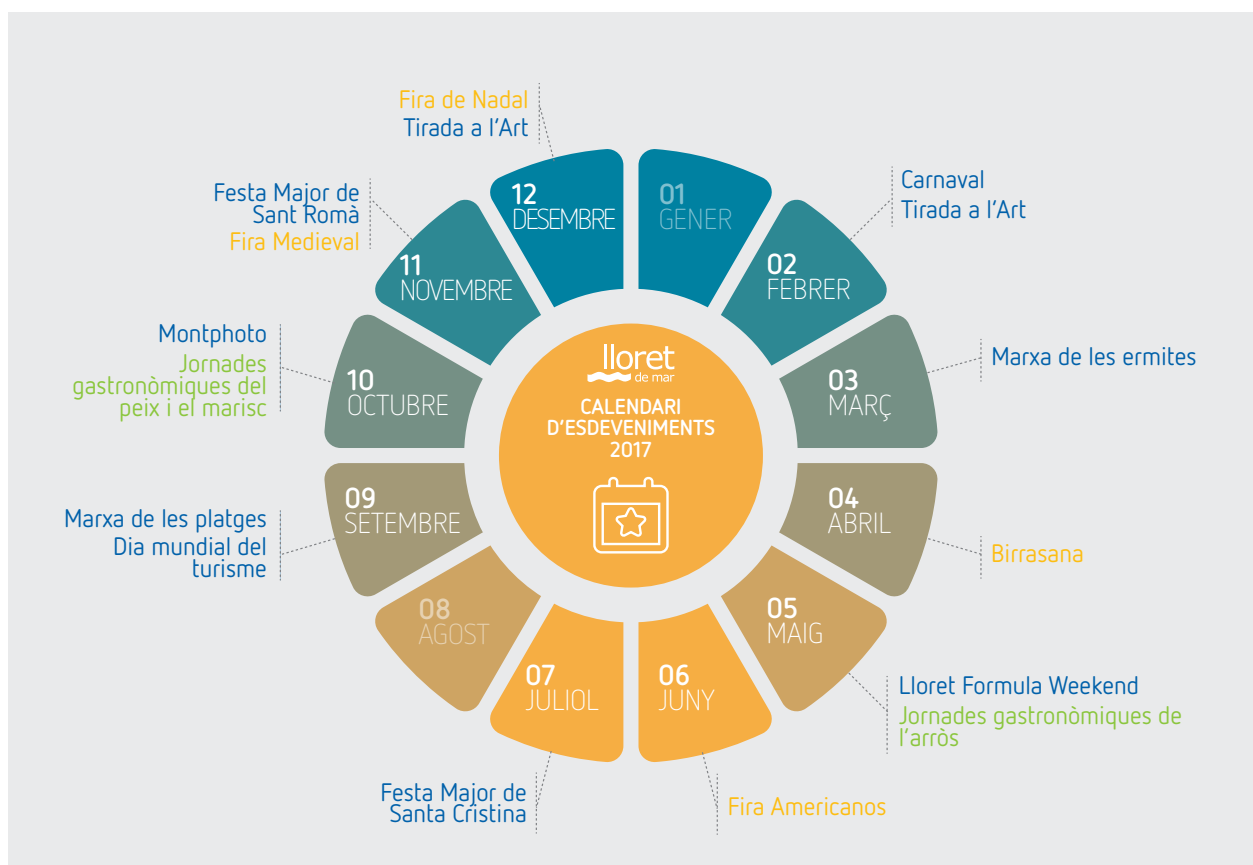 lloret
de mar
CALENDARI
D'ESDEVENIMENTS
2017
01
GENER
02
FEBRER
Carnaval
Tirada a l'Art
03
MARÇ
Marxa de les ermites
04
ABRIL
Birrasana
05
MAIG
Lloret Formula Weekend
Jornades gastronòmiques de
l'arròs
06
JUNY
Fira Americanos
07
JULIOL
Festa Major de
Santa Cristina
08
AGOST
09
SETEMBRE
Marxa de les platges
Dia mundial del
turisme
10
OCTUBRE
Montphoto
Jornades
gastronòmiques del
peix i el marisc
11
NOVEMBRE
Festa Major de
Sant Romà
Fira Medieval
12
DESEMBRE
Fira de Nadal
Tirada a l'Art